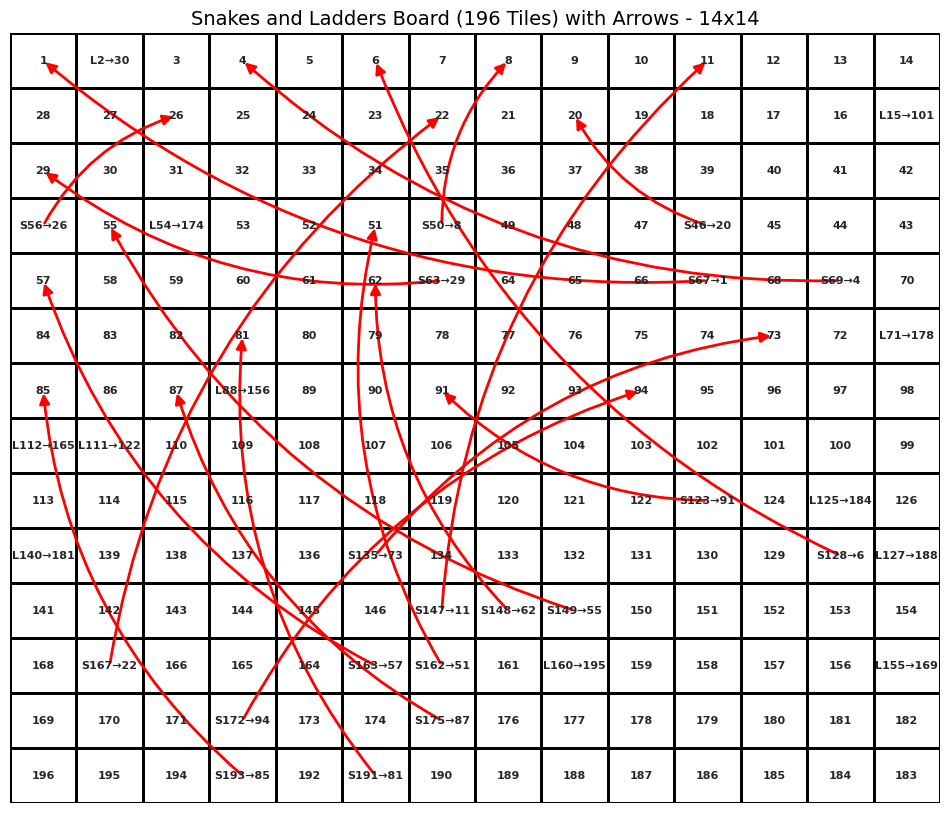 Snakes and Ladders Board (196 Tiles) with Arrows - 14x14
1 L2→30 3 4 5 6 7 8 9 10 11 12 13 14
28 27 26 25 24 23 22 21 20 19 18 17 16 L15→101
29 30 31 32 33 34 35 36 37 38 39 40 41 42
S56→26 55 L54→174 53 52 51 S50→8 49 48 47 S46→20 45 44 43
57 58 59 60 61 62 S63→29 64 65 66 S67→1 68 S69→4 70
84 83 82 81 80 79 78 77 76 75 74 73 72 L71→178
85 86 87 L88→156 89 90 91 92 93 94 95 96 97 98
L112→165 L111→122 110 109 108 107 106 105 104 103 102 101 100 99
113 114 115 116 117 118 119 120 121 122 S123→91 124 L125→184 126
L140→181 139 138 137 136 S135→73 134 133 132 131 130 129 S128→6 L127→188
141 142 143 144 145 146 S147→11 S148→62 S149→55 150 151 152 153 154
168 S167→22 166 165 164 S163→57 S162→51 161 L160→195 159 158 157 156 L155→169
169 170 171 S172→94 173 174 S175→87 176 177 178 179 180 181 182
196 195 194 S193→85 192 S191→81 190 189 188 187 186 185 184 183